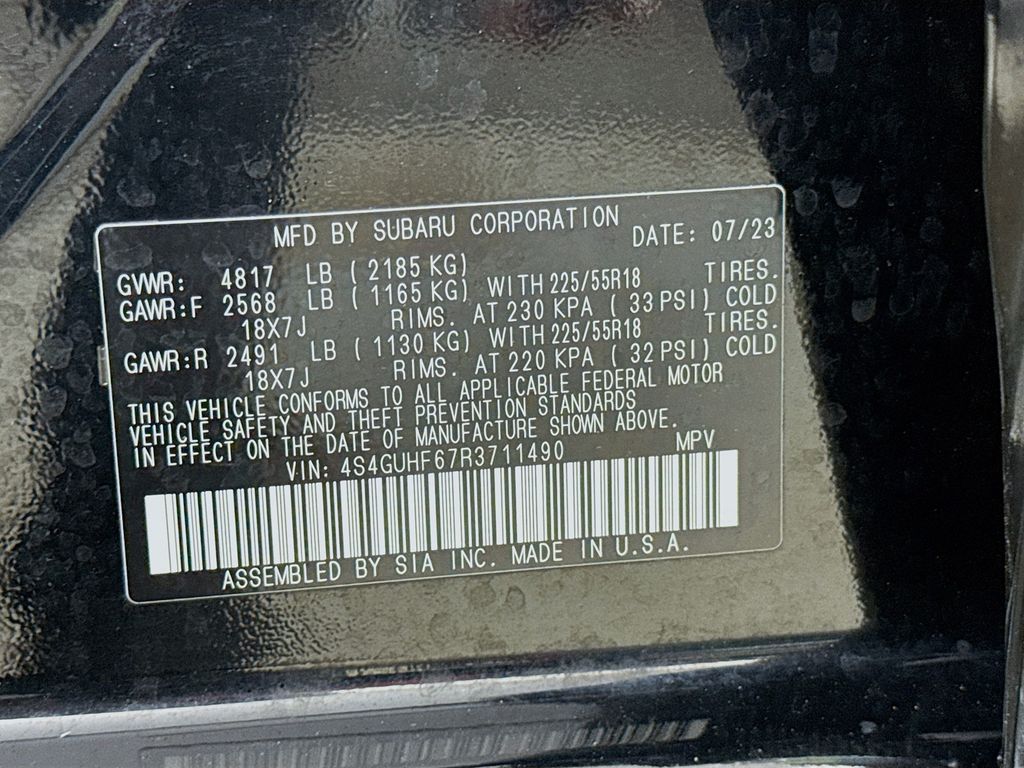 MFD BY SUBARU CORPORATION DATE: 07/23
GVWR: 4817 LB ( 2185 KG)
GAWR:F 2568 LB ( 1165 KG) WITH 225/55R18 TIRES.
18X7J RIMS. AT 230 KPA ( 33 PSI) COLD
GAWR:R 2491 LB ( 1130 KG) WITH 225/55R18 TIRES.
18X7J RIMS. AT 220 KPA ( 32 PSI) COLD
THIS VEHICLE CONFORMS TO ALL APPLICABLE FEDERAL MOTOR
VEHICLE SAFETY AND THEFT PREVENTION STANDARDS
IN EFFECT ON THE DATE OF MANUFACTURE SHOWN ABOVE.
VIN: 4S4GUHF67R3711490 MPV
ASSEMBLED BY SIA INC. MADE IN U.S.A.